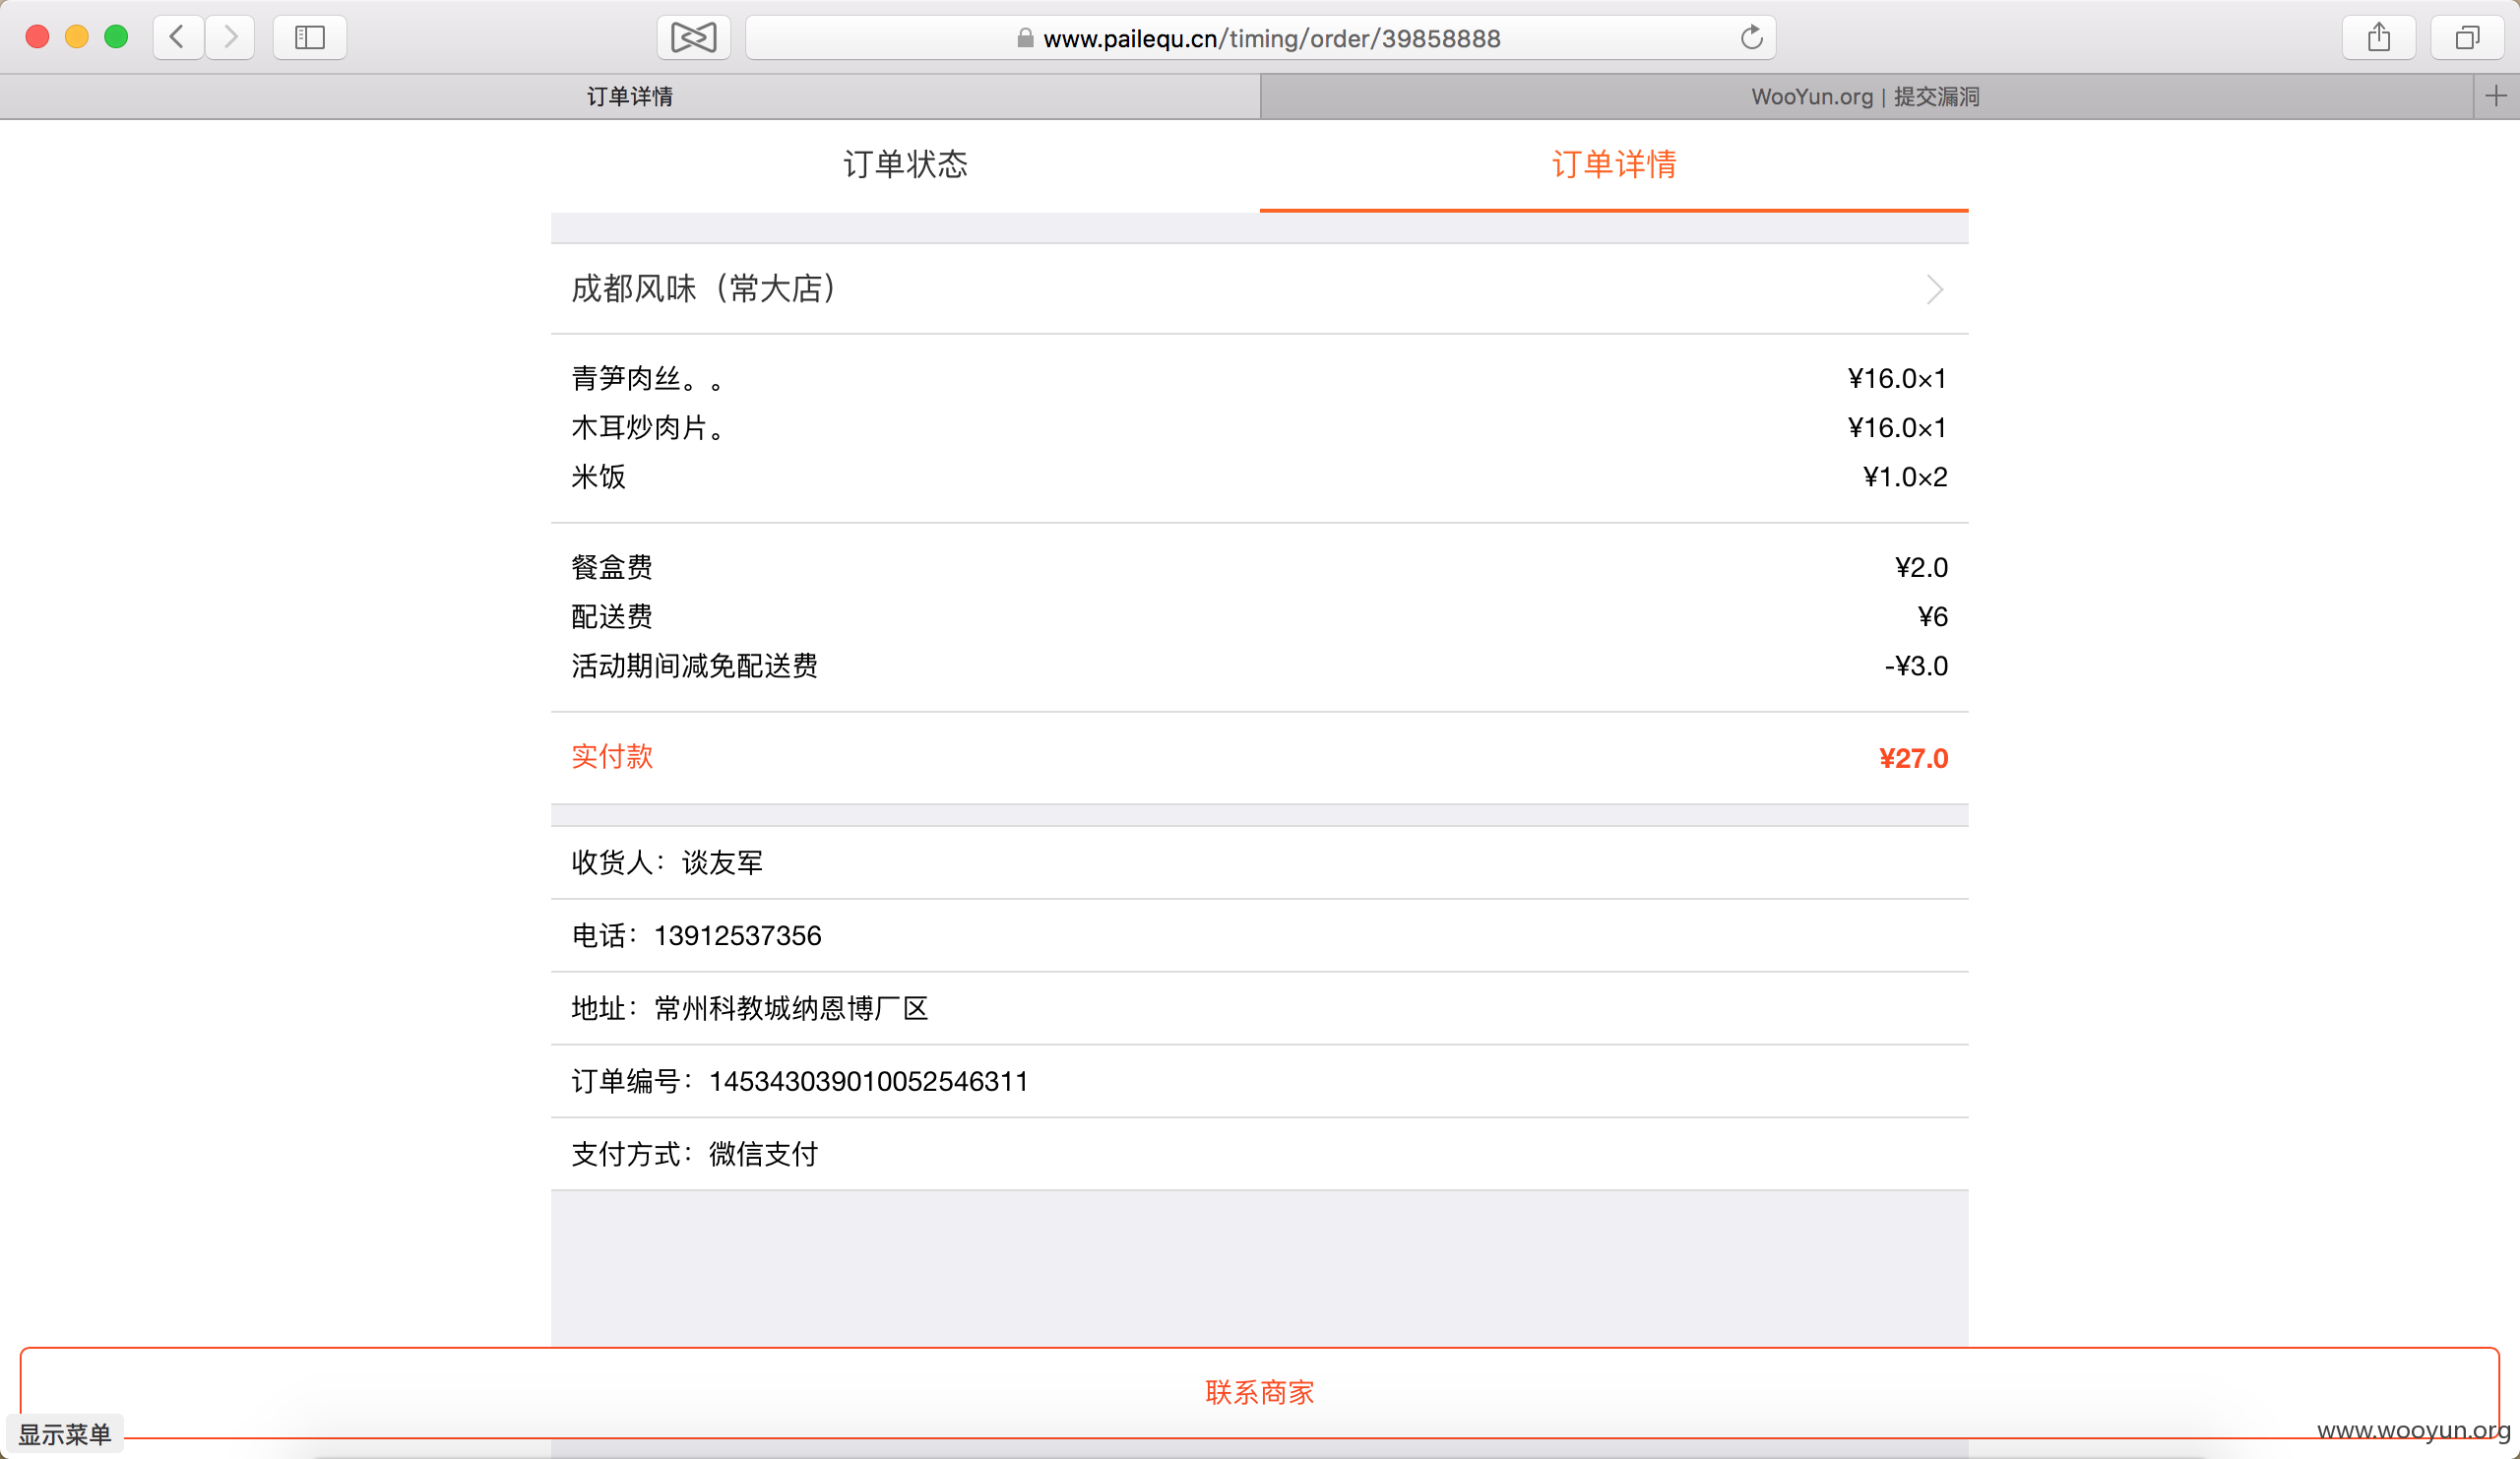 www.pailequ.cn/timing/order/39858888
订单详情
WooYun.org | 提交漏洞
订单状态
订单详情
成都风味（常大店）
青笋肉丝。。 ¥16.0×1
木耳炒肉片。 ¥16.0×1
米饭 ¥1.0×2
餐盒费 ¥2.0
配送费 ¥6
活动期间减免配送费 -¥3.0
实付款 ¥27.0
收货人：谈友军
电话：13912537356
地址：常州科教城纳恩博厂区
订单编号：145343039010052546311
支付方式：微信支付
联系商家
显示菜单
www.wooyun.org